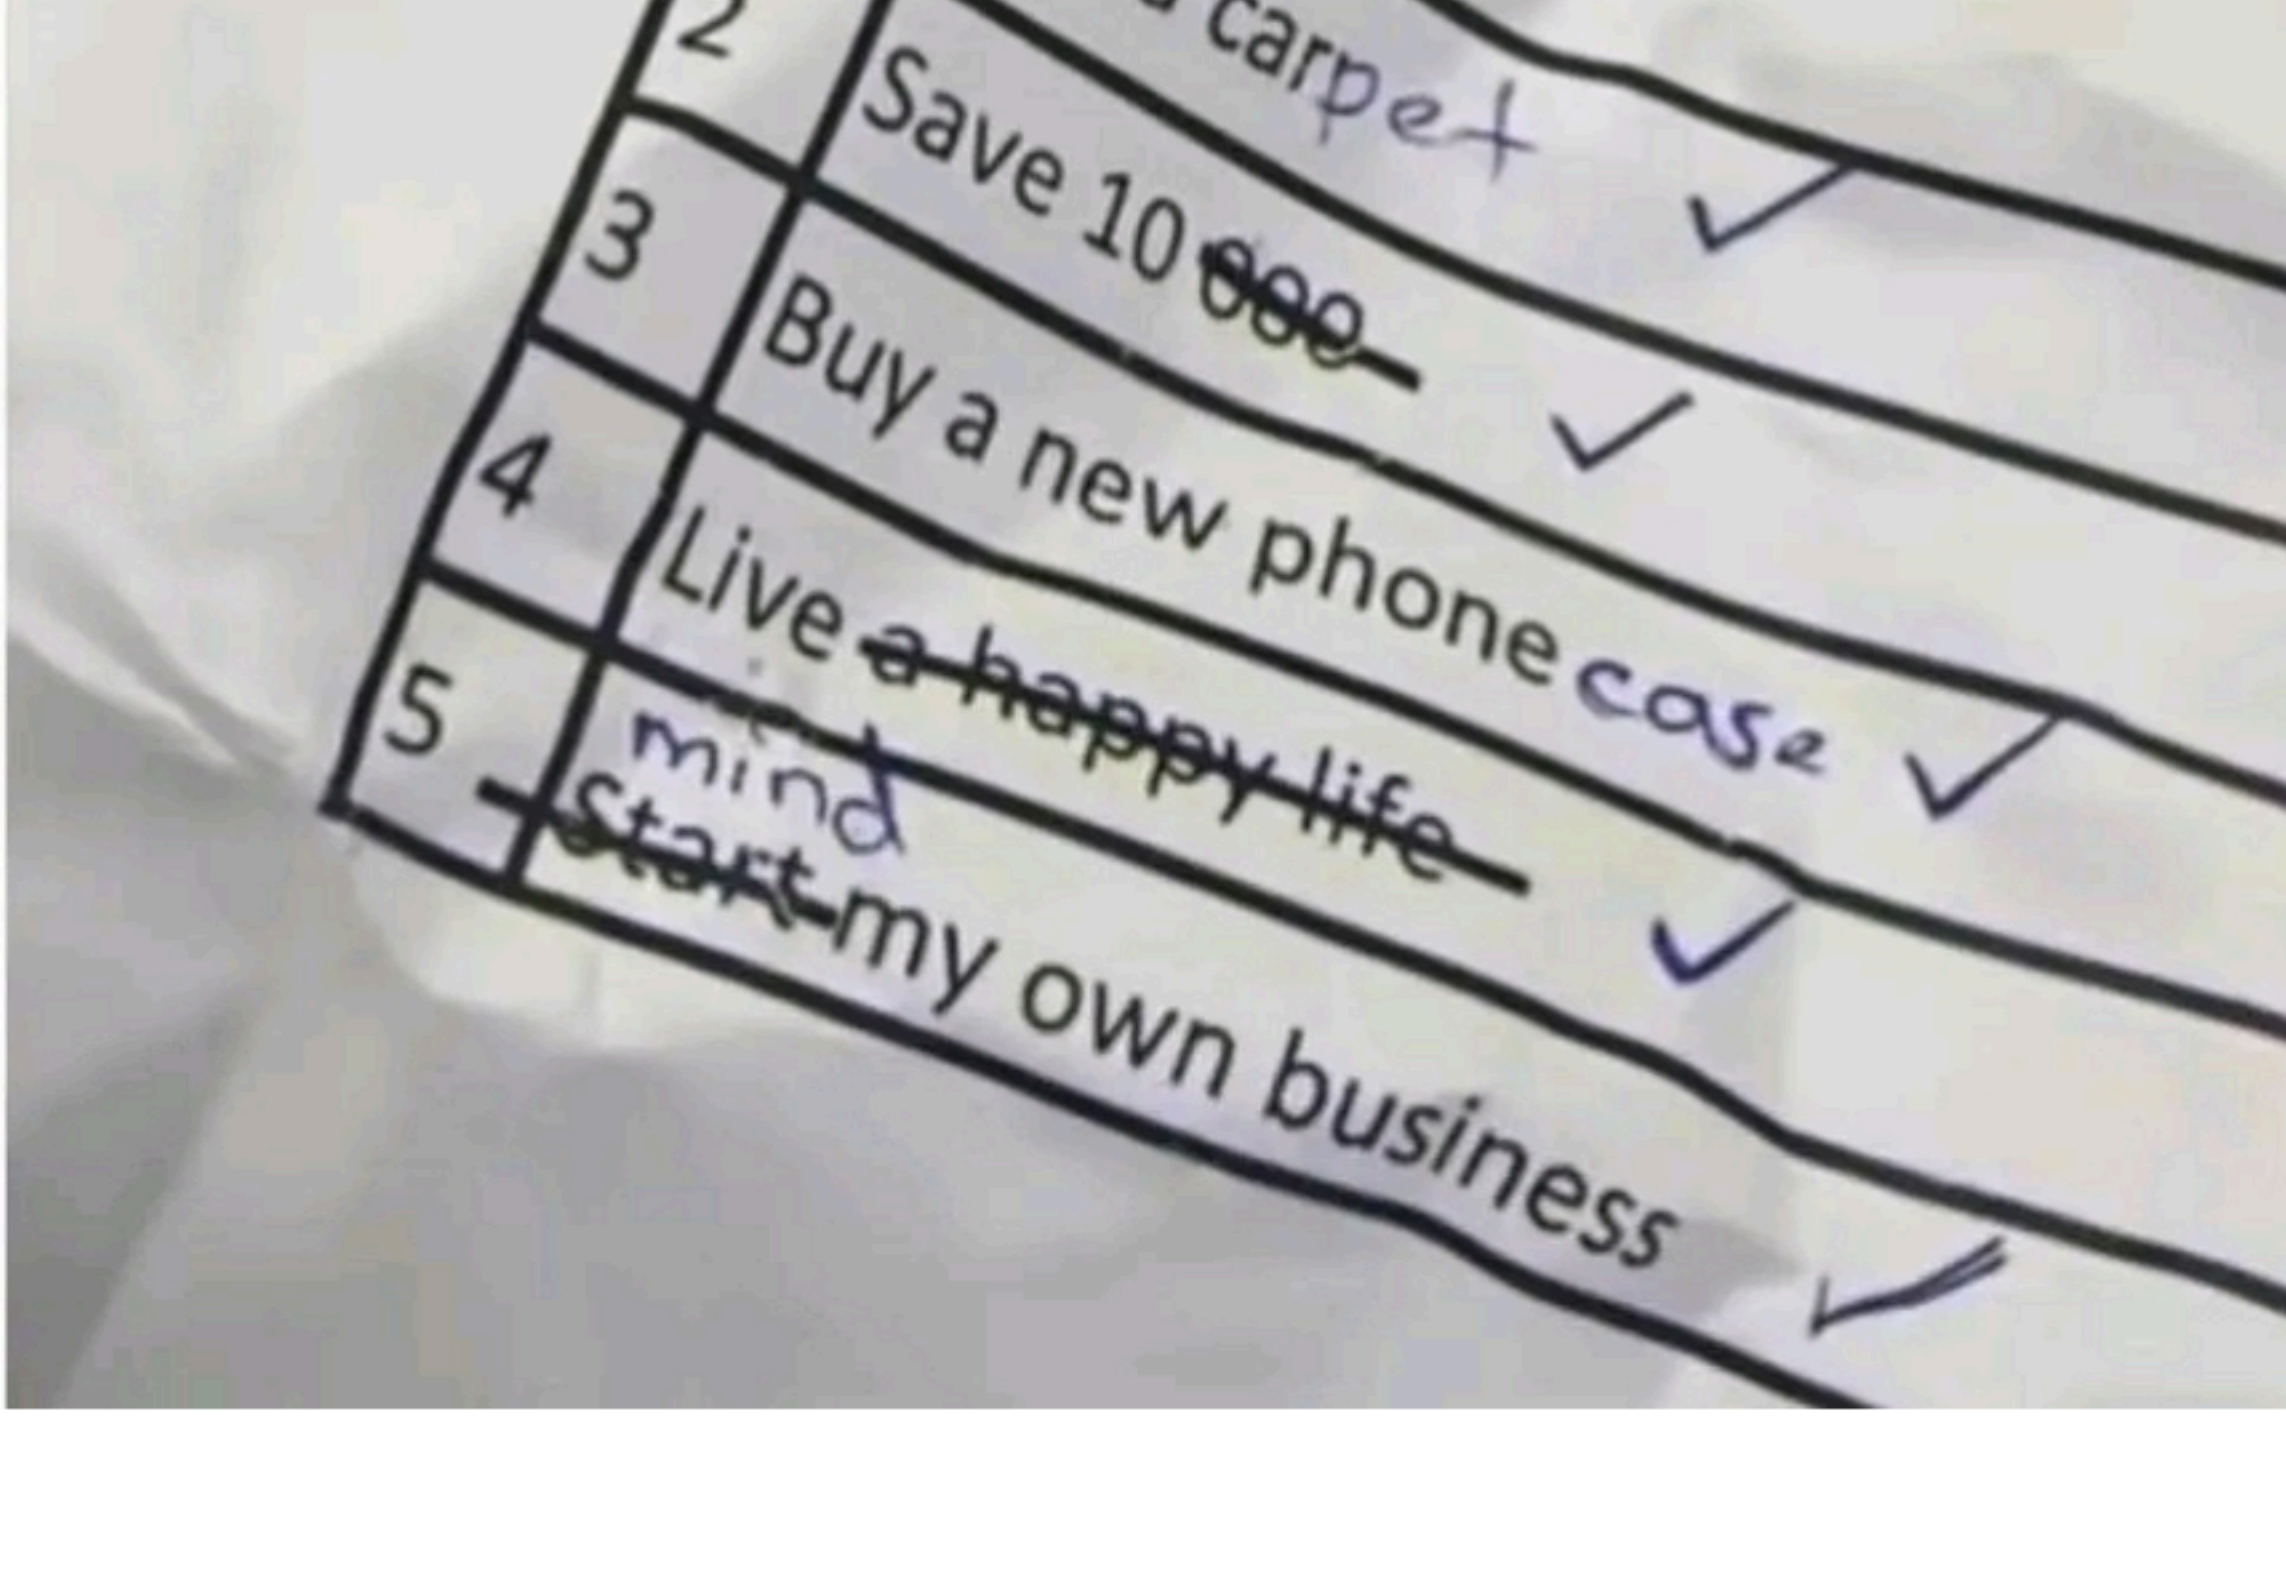 carpet ✓
2 Save 10 000 ✓
3 Buy a new phone case ✓
4 Live a happy life ✓
mind
5 Start my own business ✓